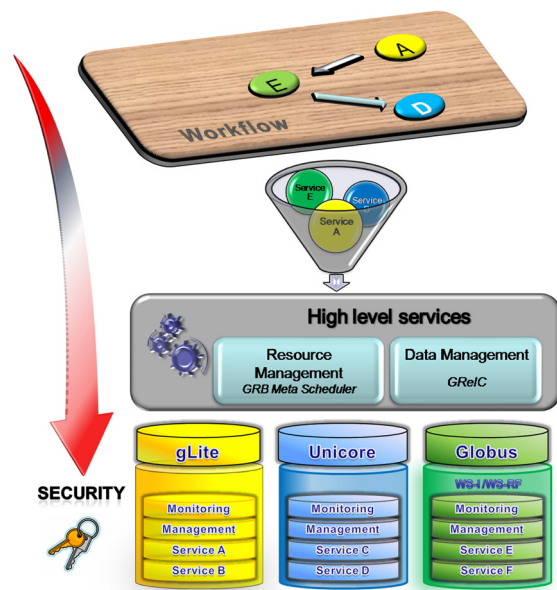 A
E
D
Workflow
Service
E
Service
Service
A
High level services
Resource
Management
GRB Meta Scheduler
Data Management
GRelC
gLite
Unicore
Globus
WS-I /WS-RF
SECURITY
Monitoring
Management
Service A
Service B
Monitoring
Management
Service C
Service D
Monitoring
Management
Service E
Service F